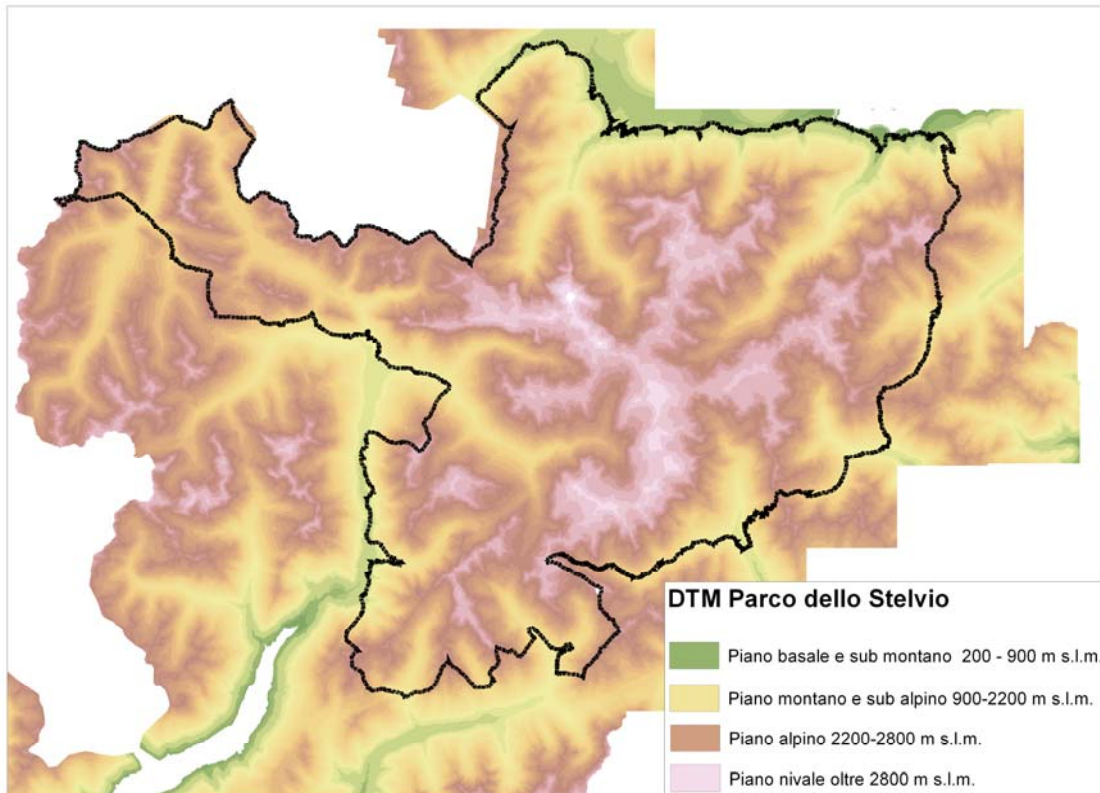 DTM Parco dello Stelvio
Piano basale e sub montano 200 - 900 m s.l.m.
Piano montano e sub alpino 900-2200 m s.l.m.
Piano alpino 2200-2800 m s.l.m.
Piano nivale oltre 2800 m s.l.m.